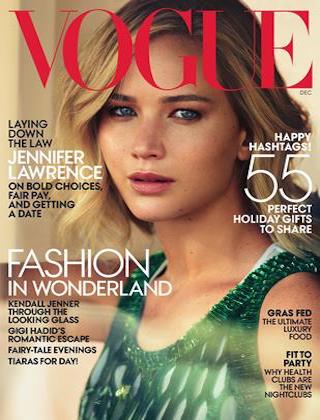 VOGUE
DEC
LAYING
DOWN
THE LAW
JENNIFER
LAWRENCE
ON BOLD CHOICES,
FAIR PAY,
AND GETTING
A DATE
HAPPY
HASHTAGS!
55
PERFECT
HOLIDAY GIFTS
TO SHARE
FASHION
IN WONDERLAND
KENDALL JENNER
THROUGH THE
LOOKING GLASS
GIGI HADID'S
ROMANTIC ESCAPE
FAIRY-TALE EVENINGS
TIARAS FOR DAY!
GRAS FED
THE ULTIMATE
LUXURY
FOOD
FIT TO
PARTY
WHY HEALTH
CLUBS ARE
THE NEW
NIGHTCLUBS